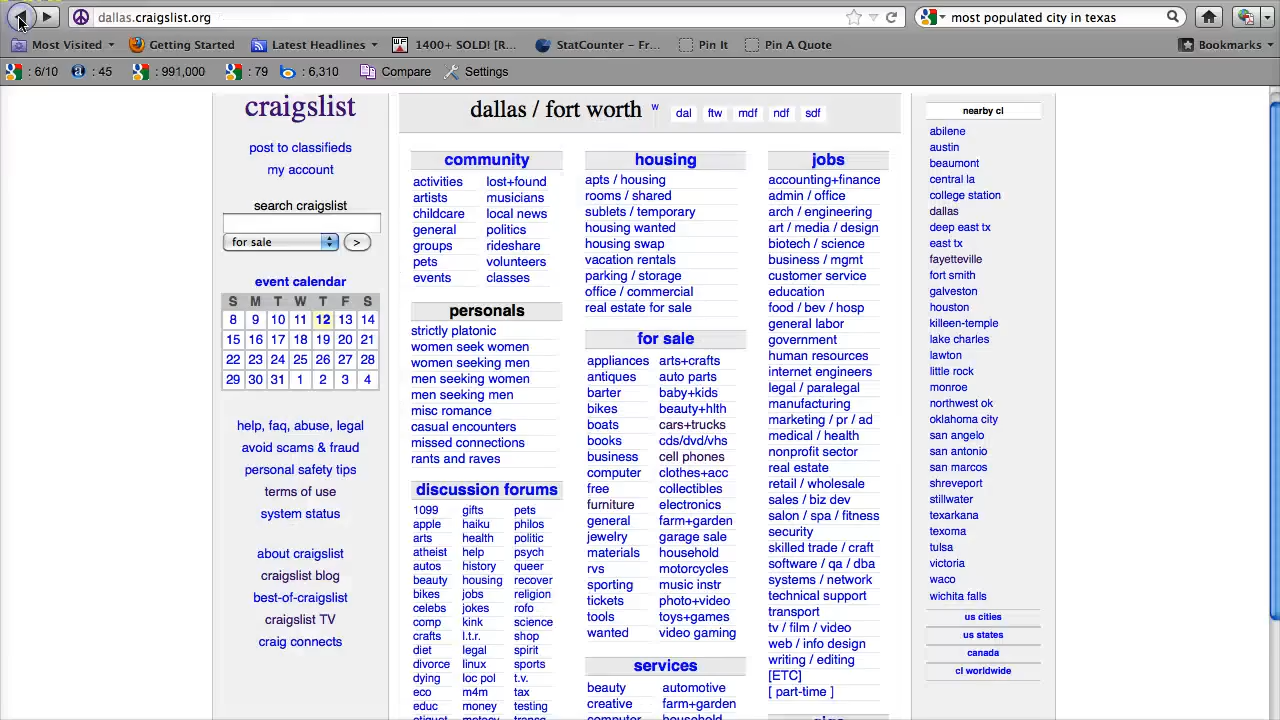 dallas.craigslist.org
most populated city in texas
Most Visited
Getting Started
Latest Headlines
1400+ SOLD! [R...
StatCounter – Fr...
Pin It
Pin A Quote
Bookmarks
: 6/10
: 45
: 991,000
: 79
: 6,310
Compare
Settings
craigslist
post to classifieds
my account
search craigslist
for sale
>
event calendar
S M T W T F S
8 9 10 11 12 13 14
15 16 17 18 19 20 21
22 23 24 25 26 27 28
29 30 31 1 2 3 4
help, faq, abuse, legal
avoid scams & fraud
personal safety tips
terms of use
system status
about craigslist
craigslist blog
best-of-craigslist
craigslist TV
craig connects
dallas / fort worth w dal ftw mdf ndf sdf
community
activities lost+found
artists musicians
childcare local news
general politics
groups rideshare
pets volunteers
events classes
personals
strictly platonic
women seek women
women seeking men
men seeking women
men seeking men
misc romance
casual encounters
missed connections
rants and raves
discussion forums
1099 gifts pets
apple haiku philos
arts health politic
atheist help psych
autos history queer
beauty housing recover
bikes jobs religion
celebs jokes rofo
comp kink science
crafts l.t.r. shop
diet legal spirit
divorce linux sports
dying loc pol t.v.
eco m4m tax
educ money testing
etiquet motocy transg
housing
apts / housing
rooms / shared
sublets / temporary
housing wanted
housing swap
vacation rentals
parking / storage
office / commercial
real estate for sale
for sale
appliances arts+crafts
antiques auto parts
barter baby+kids
bikes beauty+hlth
boats cars+trucks
books cds/dvd/vhs
business cell phones
computer clothes+acc
free collectibles
furniture electronics
general farm+garden
jewelry garage sale
materials household
rvs motorcycles
sporting music instr
tickets photo+video
tools toys+games
wanted video gaming
services
beauty automotive
creative farm+garden
computer household
jobs
accounting+finance
admin / office
arch / engineering
art / media / design
biotech / science
business / mgmt
customer service
education
food / bev / hosp
general labor
government
human resources
internet engineers
legal / paralegal
manufacturing
marketing / pr / ad
medical / health
nonprofit sector
real estate
retail / wholesale
sales / biz dev
salon / spa / fitness
security
skilled trade / craft
software / qa / dba
systems / network
technical support
transport
tv / film / video
web / info design
writing / editing
[ETC]
[ part-time ]
gigs
nearby cl
abilene
austin
beaumont
central la
college station
dallas
deep east tx
east tx
fayetteville
fort smith
galveston
houston
killeen-temple
lake charles
lawton
little rock
monroe
northwest ok
oklahoma city
san angelo
san antonio
san marcos
shreveport
stillwater
texarkana
texoma
tulsa
victoria
waco
wichita falls
us cities
us states
canada
cl worldwide